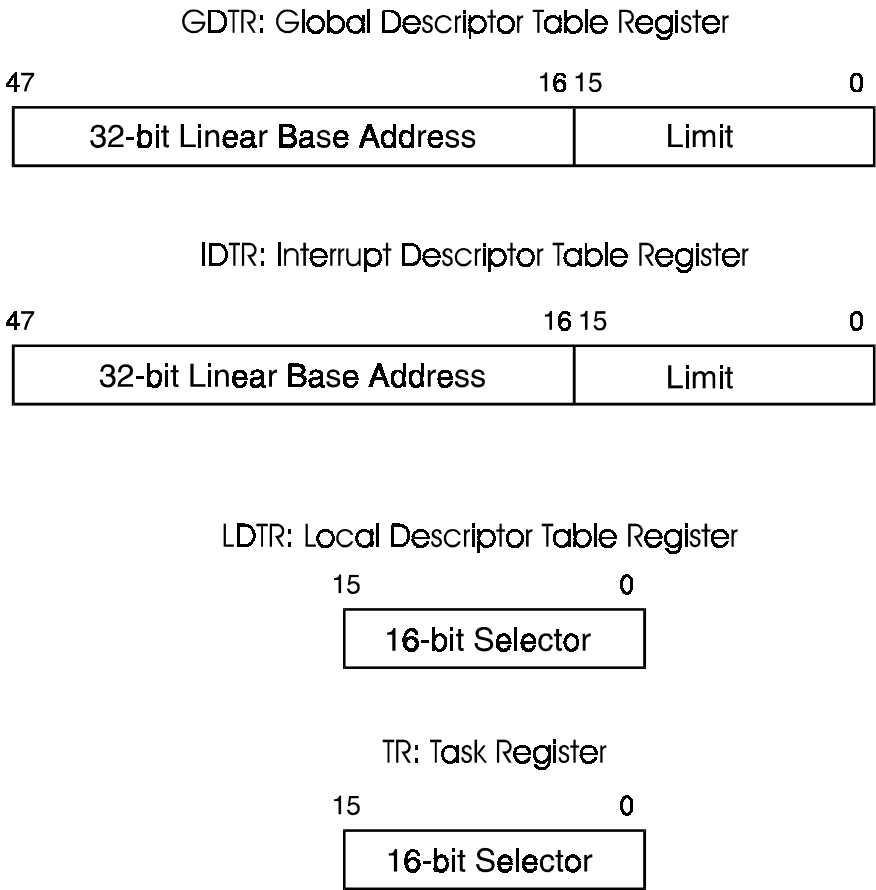 GDTR: Global Descriptor Table Register
47 16 15 0
32-bit Linear Base Address Limit
IDTR: Interrupt Descriptor Table Register
47 16 15 0
32-bit Linear Base Address Limit
LDTR: Local Descriptor Table Register
15 0
16-bit Selector
TR: Task Register
15 0
16-bit Selector